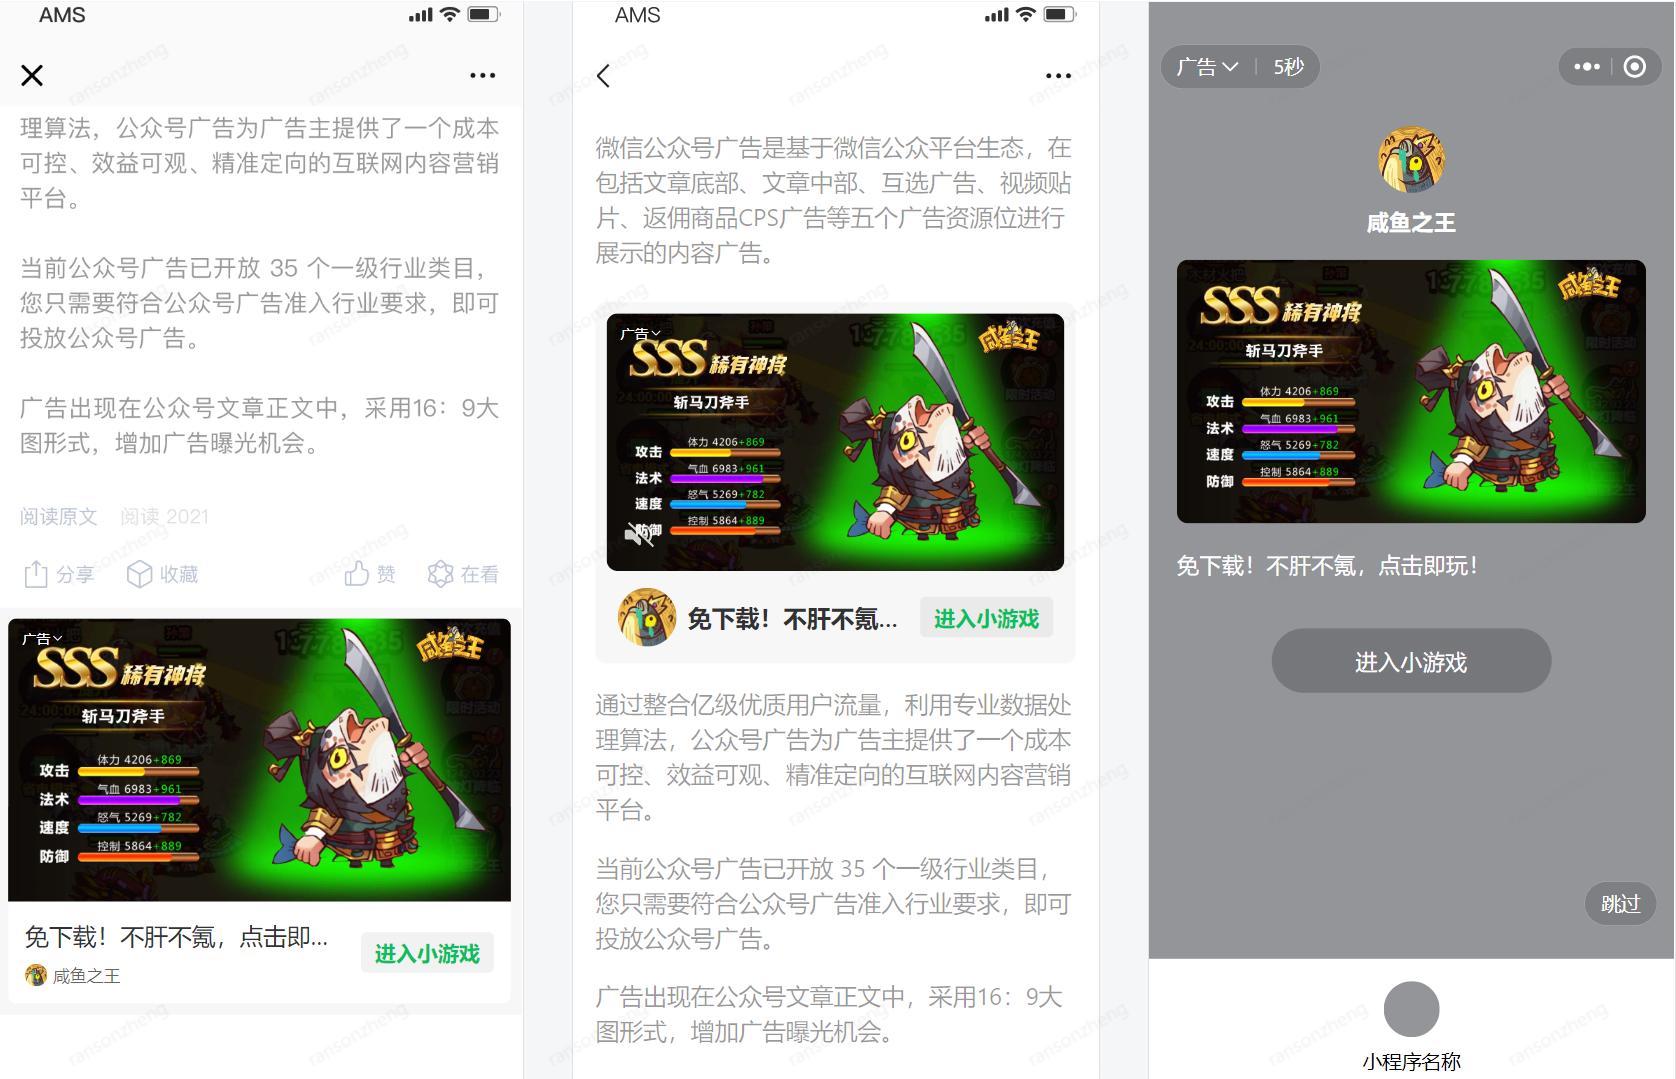 AMS
理算法，公众号广告为广告主提供了一个成本
可控、效益可观、精准定向的互联网内容营销
平台。
当前公众号广告已开放 35 个一级行业类目，
您只需要符合公众号广告准入行业要求，即可
投放公众号广告。
广告出现在公众号文章正文中，采用16：9大
图形式，增加广告曝光机会。
阅读原文 阅读 2021
分享 收藏 赞 在看
广告
咸鱼之王
SSS稀有神将
斩马刀斧手
体力 4206+869
攻击
气血 6983+961
法术
怒气 5269+782
速度
控制 5864+889
防御
免下载！不肝不氪，点击即...
进入小游戏
咸鱼之王
AMS
微信公众号广告是基于微信公众平台生态，在
包括文章底部、文章中部、互选广告、视频贴
片、返佣商品CPS广告等五个广告资源位进行
展示的内容广告。
广告
咸鱼之王
SSS稀有神将
斩马刀斧手
体力 4206+869
攻击
气血 6983+961
法术
怒气 5269+782
速度
控制 5864+889
防御
免下载！不肝不氪...
进入小游戏
通过整合亿级优质用户流量，利用专业数据处
理算法，公众号广告为广告主提供了一个成本
可控、效益可观、精准定向的互联网内容营销
平台。
当前公众号广告已开放 35 个一级行业类目，
您只需要符合公众号广告准入行业要求，即可
投放公众号广告。
广告出现在公众号文章正文中，采用16：9大
图形式，增加广告曝光机会。
广告 5秒
咸鱼之王
咸鱼之王
SSS稀有神将
斩马刀斧手
体力 4206+869
攻击
气血 6983+961
法术
怒气 5269+782
速度
控制 5864+889
防御
免下载！不肝不氪，点击即玩！
进入小游戏
跳过
小程序名称
ransonzheng